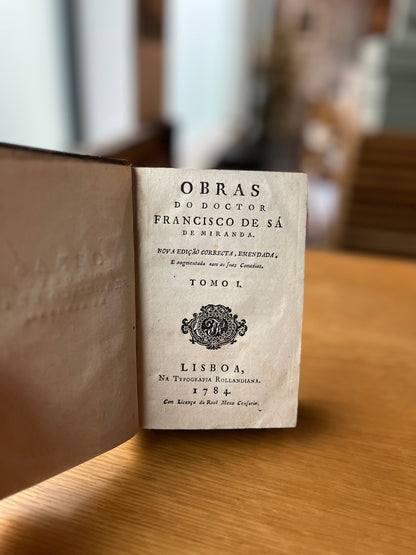 OBRAS
DO DOCTOR
FRANCISCO DE SÁ
DE MIRANDA.
NOVA EDIÇÃO CORRECTA, EMENDADA,
E augmentada com as suas Comedias.
TOMO I.
LISBOA,
NA TYPOGRAFIA ROLLANDIANA.
1784.
Com Licença da Real Meza Censoria.